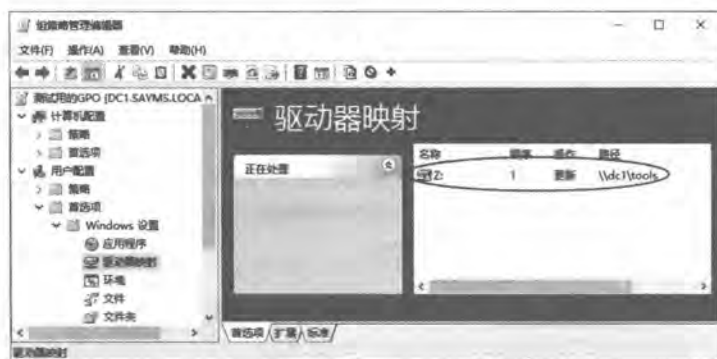 组策略管理编辑器
文件(F) 操作(A) 查看(V) 帮助(H)
测试用的GPO [DC1.SAYMS.LOCA
计算机配置
策略
首选项
用户配置
策略
首选项
Windows 设置
应用程序
驱动器映射
环境
文件
文件夹
驱动器映射
正在处理
名称 顺序 操作 路径
Z: 1 更新 \\dc1\tools
首选项 扩展 标准
驱动器映射